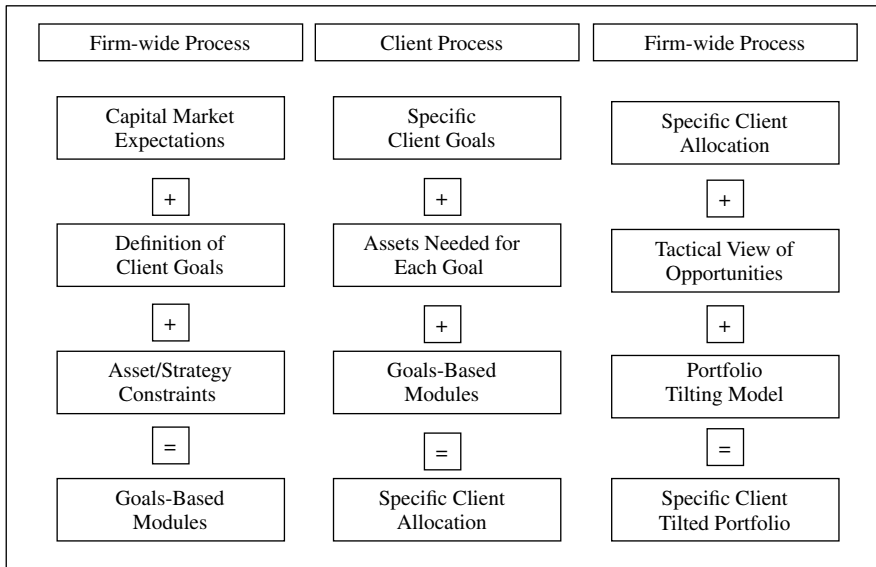 Firm-wide Process
Client Process
Firm-wide Process
Capital Market
Expectations
+
Definition of
Client Goals
+
Asset/Strategy
Constraints
=
Goals-Based
Modules
Specific
Client Goals
+
Assets Needed for
Each Goal
+
Goals-Based
Modules
=
Specific Client
Allocation
Specific Client
Allocation
+
Tactical View of
Opportunities
+
Portfolio
Tilting Model
=
Specific Client
Tilted Portfolio